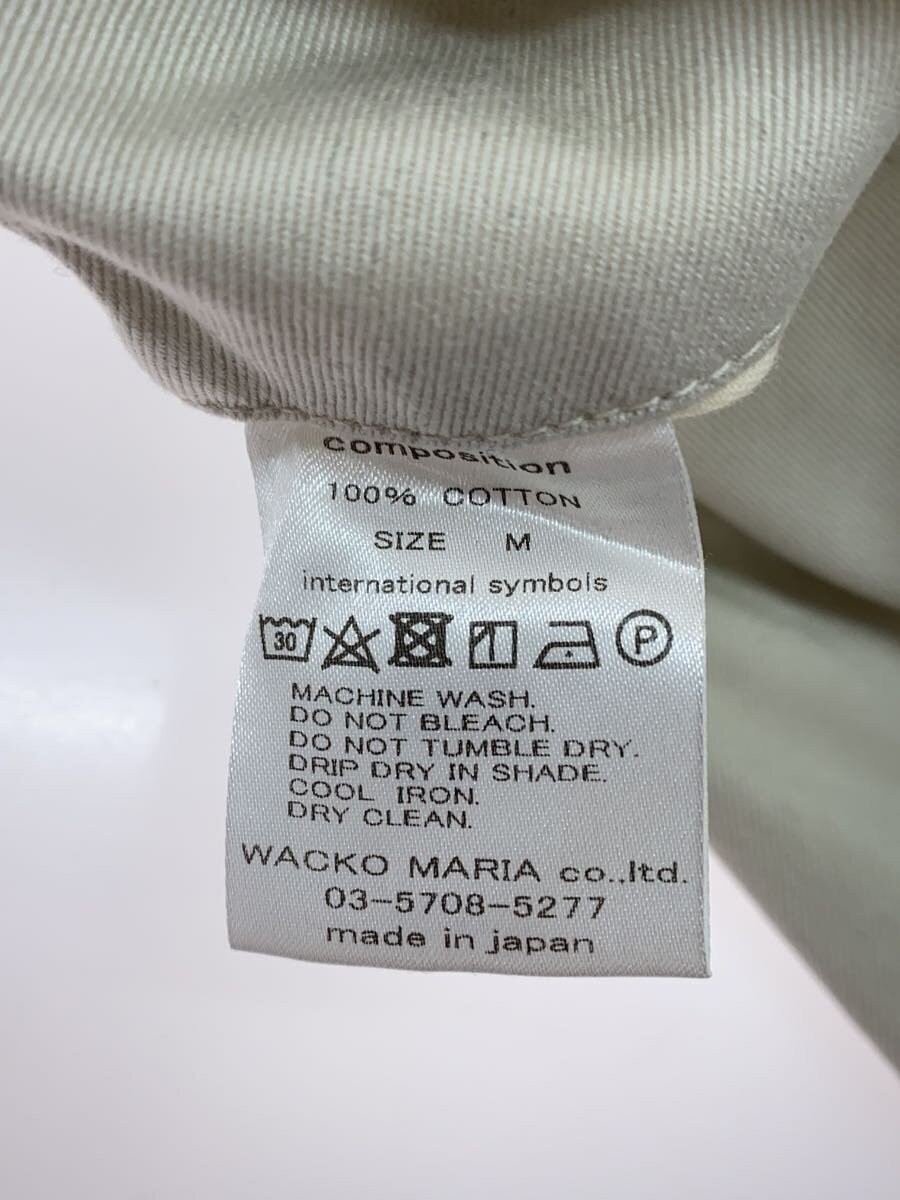 composition
100% COTTON
SIZE M
international symbols
30 P
MACHINE WASH.
DO NOT BLEACH.
DO NOT TUMBLE DRY.
DRIP DRY IN SHADE.
COOL IRON.
DRY CLEAN.
WACKO MARIA co.,ltd.
03-5708-5277
made in japan